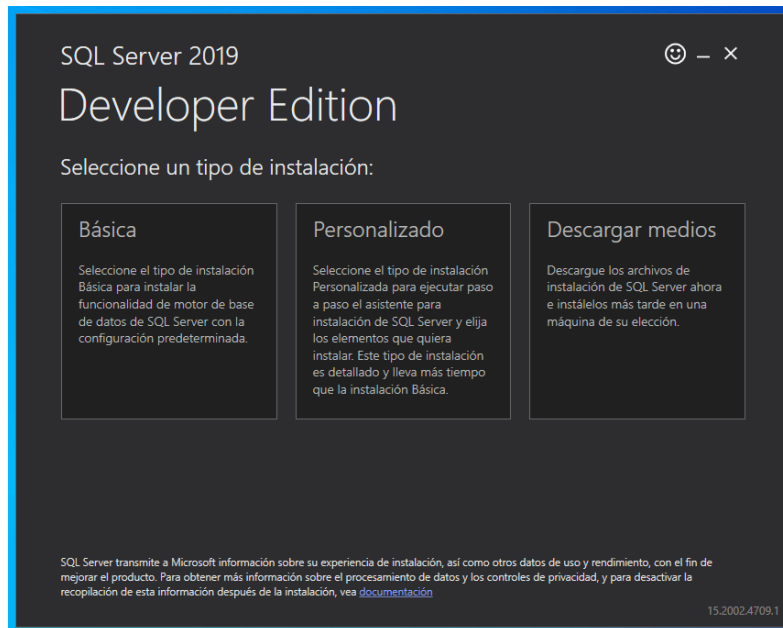 SQL Server 2019
Developer Edition
Seleccione un tipo de instalación:
Básica
Seleccione el tipo de instalación
Básica para instalar la
funcionalidad de motor de base
de datos de SQL Server con la
configuración predeterminada.
Personalizado
Seleccione el tipo de instalación
Personalizada para ejecutar paso
a paso el asistente para
instalación de SQL Server y elija
los elementos que quiera
instalar. Este tipo de instalación
es detallado y lleva más tiempo
que la instalación Básica.
Descargar medios
Descargue los archivos de
instalación de SQL Server ahora
e instálelos más tarde en una
máquina de su elección.
SQL Server transmite a Microsoft información sobre su experiencia de instalación, así como otros datos de uso y rendimiento, con el fin de
mejorar el producto. Para obtener más información sobre el procesamiento de datos y los controles de privacidad, y para desactivar la
recopilación de esta información después de la instalación, vea documentación
15.2002.4709.1